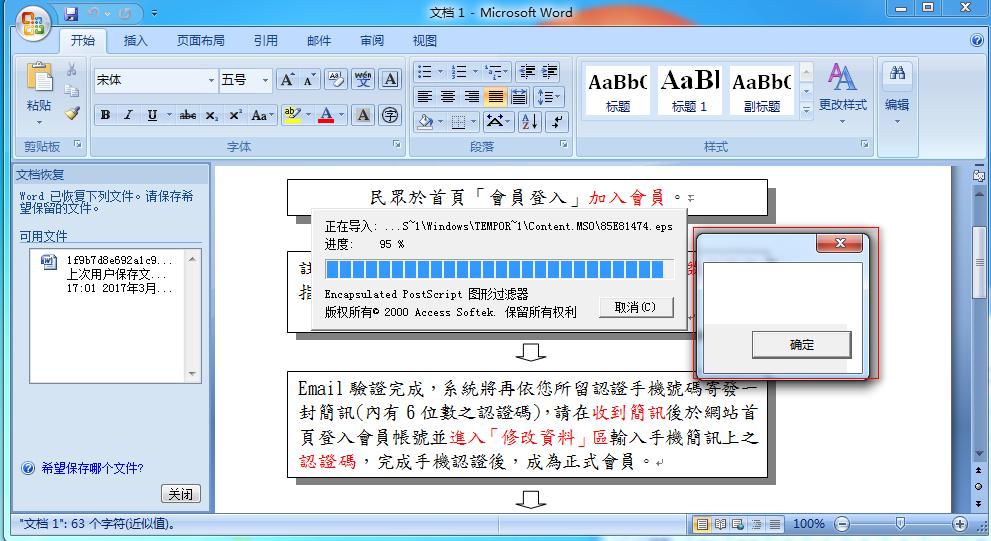 文档 1 - Microsoft Word
开始 插入 页面布局 引用 邮件 审阅 视图
宋体 五号
粘贴
B I U abc x₂ x² Aa
AaBbC AaBl AaBbC
标题 标题 1 副标题
更改样式 编辑
剪贴板 字体 段落 样式
文档恢复
Word 已恢复下列文件。请保存希
望保留的文件。
可用文件
1f9b7d8e692a1c9...
上次用户保存文...
17:01 2017年3月...
希望保存哪个文件?
关闭
民眾於首頁「會員登入」加入會員。
正在导入: ...S~1\Windows\TEMPOR~1\Content.MSO\85E81474.eps
进度: 95 %
Encapsulated PostScript 图形过滤器
版权所有© 2000 Access Softek. 保留所有权利
取消(C)
指
确定
Email 驗證完成，系統將再依您所留認證手機號碼寄發一
封簡訊(內有 6 位數之認證碼)，請在收到簡訊後於網站首
頁登入會員帳號並進入「修改資料」區輸入手機簡訊上之
認證碼，完成手機認證後，成為正式會員。
"文档 1": 63 个字符(近似值)。
100%